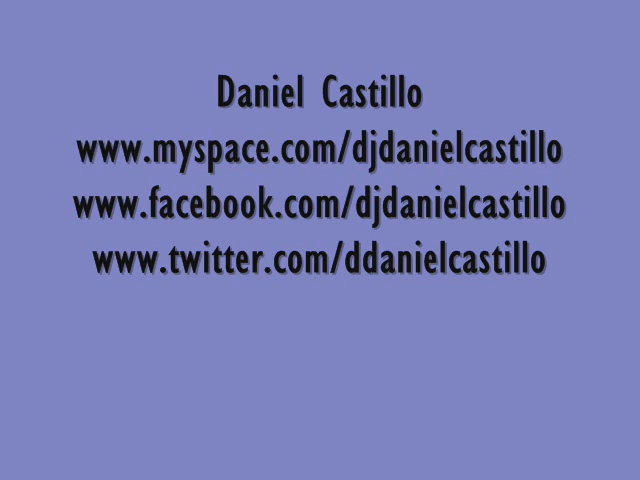 Daniel Castillo
www.myspace.com/djdanielcastillo
www.facebook.com/djdanielcastillo
www.twitter.com/ddanielcastillo